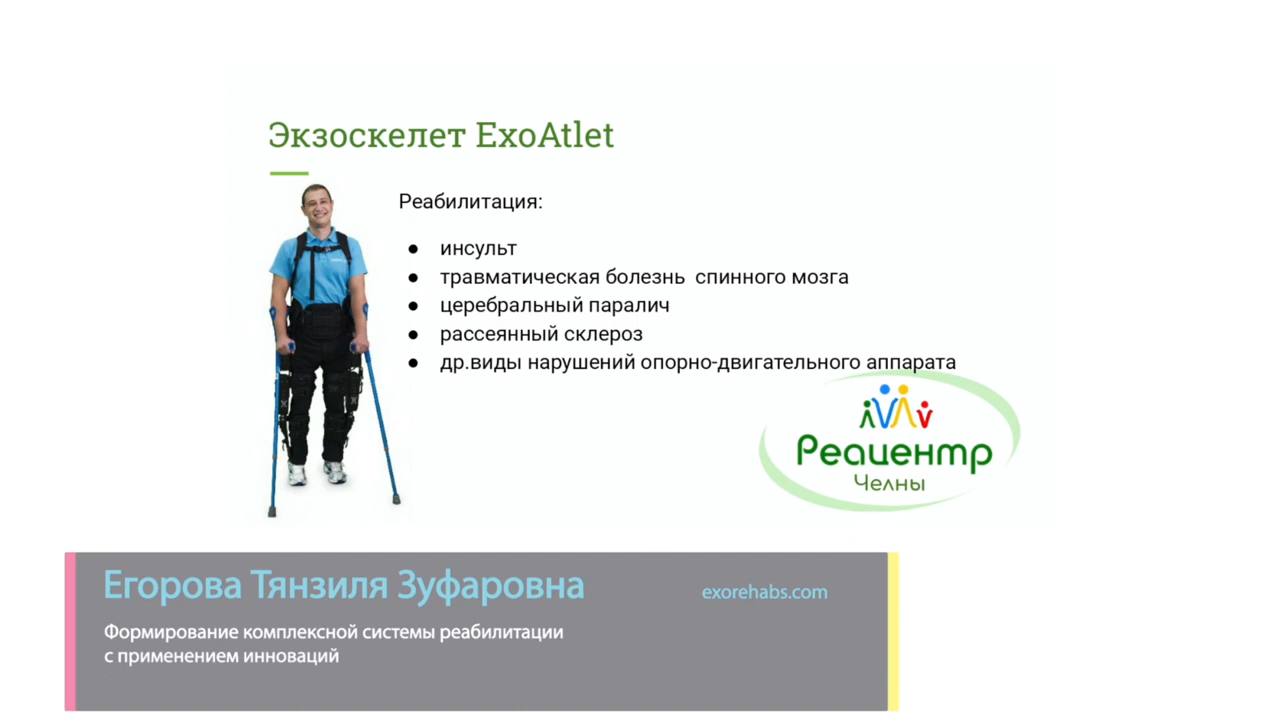 Экзоскелет ExoAtlet
Реабилитация:
● инсульт
● травматическая болезнь спинного мозга
● церебральный паралич
● рассеянный склероз
● др.виды нарушений опорно-двигательного аппарата
Реацентр
Челны
Егорова Тянзиля Зуфаровна
exorehabs.com
Формирование комплексной системы реабилитации
с применением инноваций